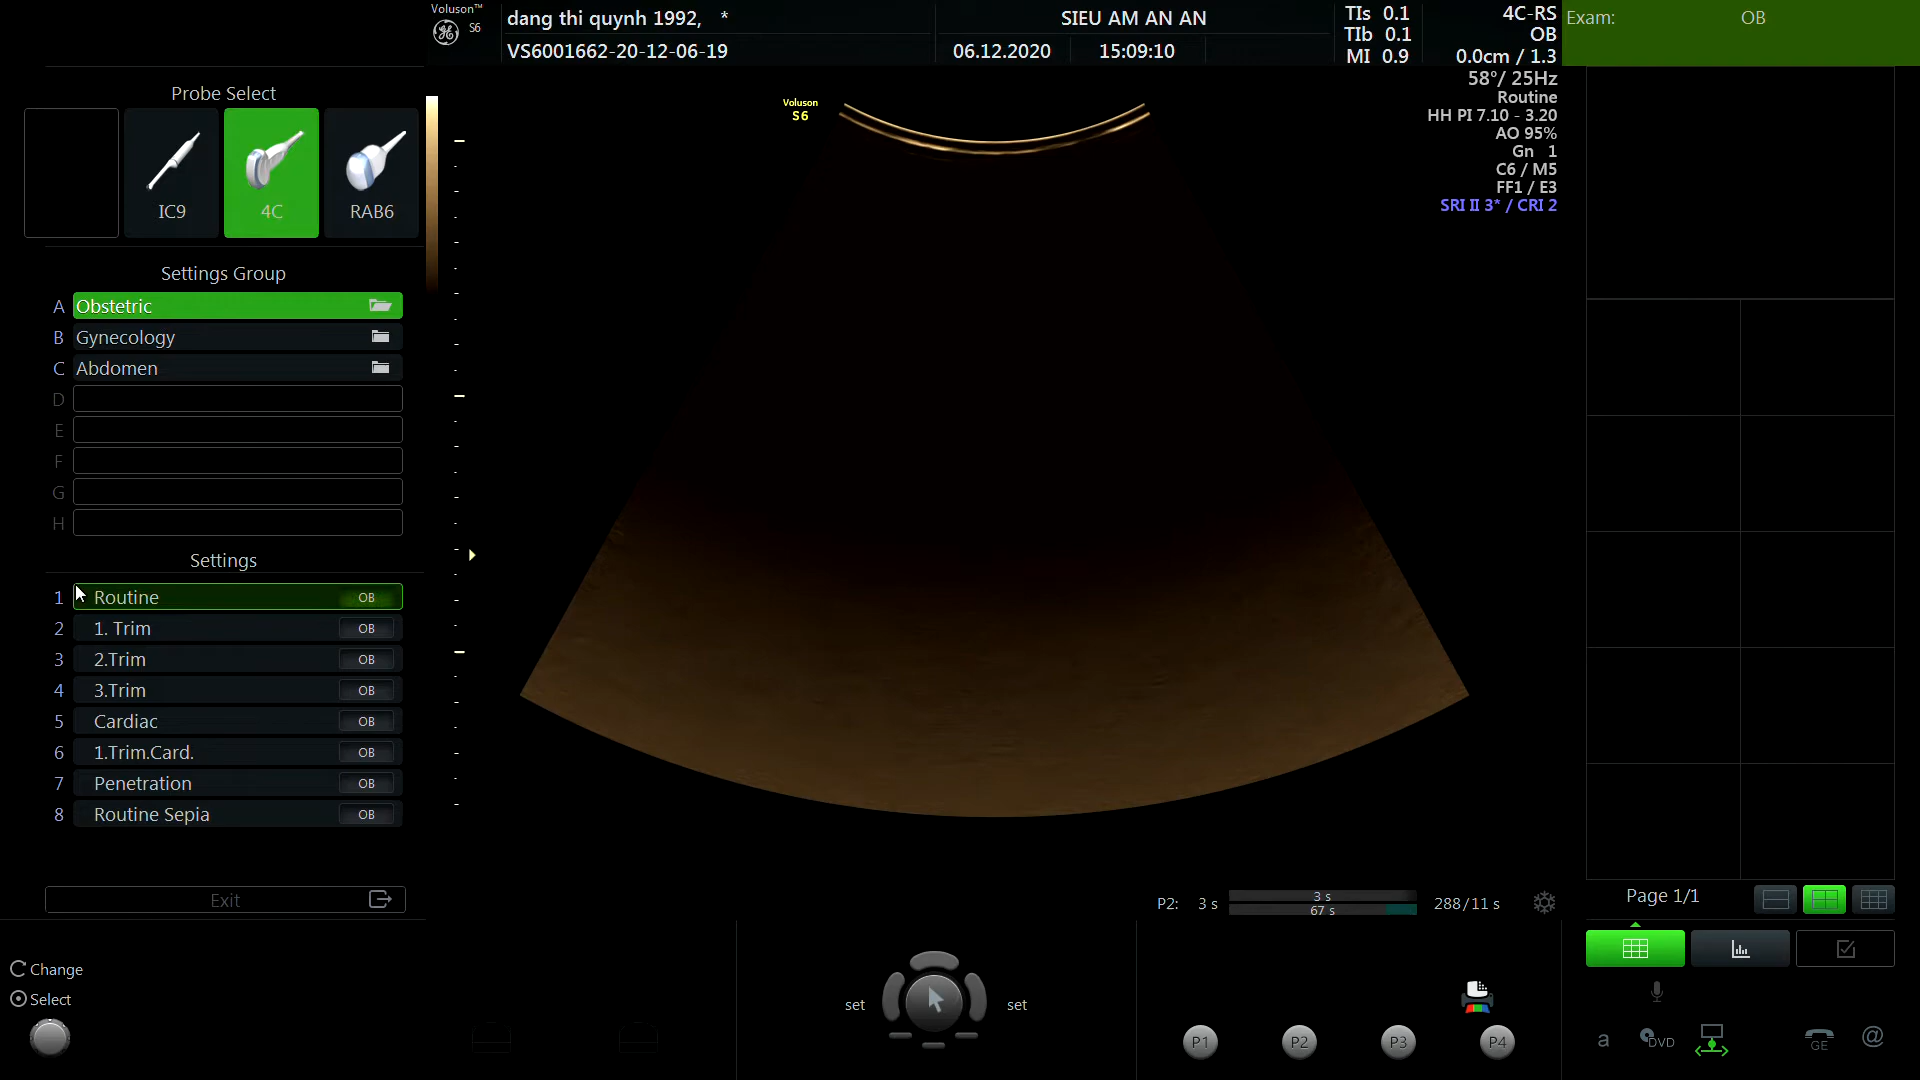 Voluson™
S6
dang thi quynh 1992, *
SIEU AM AN AN
VS6001662-20-12-06-19
06.12.2020
15:09:10
TIs 0.1
TIb 0.1
MI 0.9
4C-RS
OB
0.0cm / 1.3
58°/ 25Hz
Routine
HH PI 7.10 - 3.20
AO 95%
Gn 1
C6 / M5
FF1 / E3
SRI II 3* / CRI 2
Exam: OB
Probe Select
IC9
4C
RAB6
Settings Group
A Obstetric
B Gynecology
C Abdomen
D
E
F
G
H
Settings
1 Routine OB
2 1. Trim OB
3 2.Trim OB
4 3.Trim OB
5 Cardiac OB
6 1.Trim.Card. OB
7 Penetration OB
8 Routine Sepia OB
Exit
Change
Select
Voluson
S6
P2: 3 s
3 s
67 s
288/11 s
set
set
P1
P2
P3
P4
Page 1/1
a
DVD
GE
@